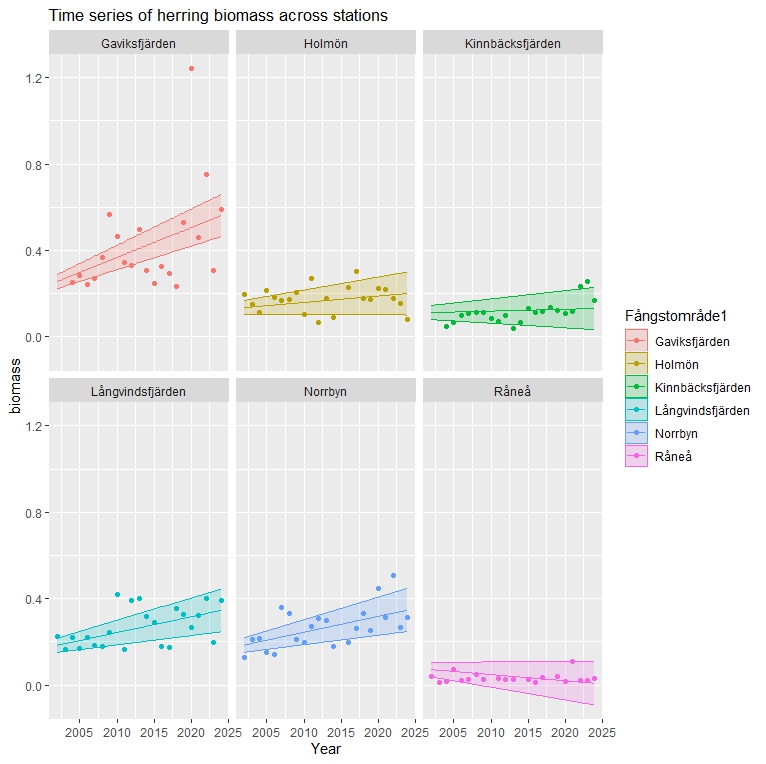 Time series of herring biomass across stations
Gaviksfjärden Holmön Kinnbäcksfjärden
1.2
0.8
0.4
0.0
Långvindsfjärden Norrbyn Råneå
1.2
0.8
0.4
0.0
2005 2010 2015 2020 2025 2005 2010 2015 2020 2025 2005 2010 2015 2020 2025
Year
biomass
Fångstområde1
Gaviksfjärden
Holmön
Kinnbäcksfjärden
Långvindsfjärden
Norrbyn
Råneå